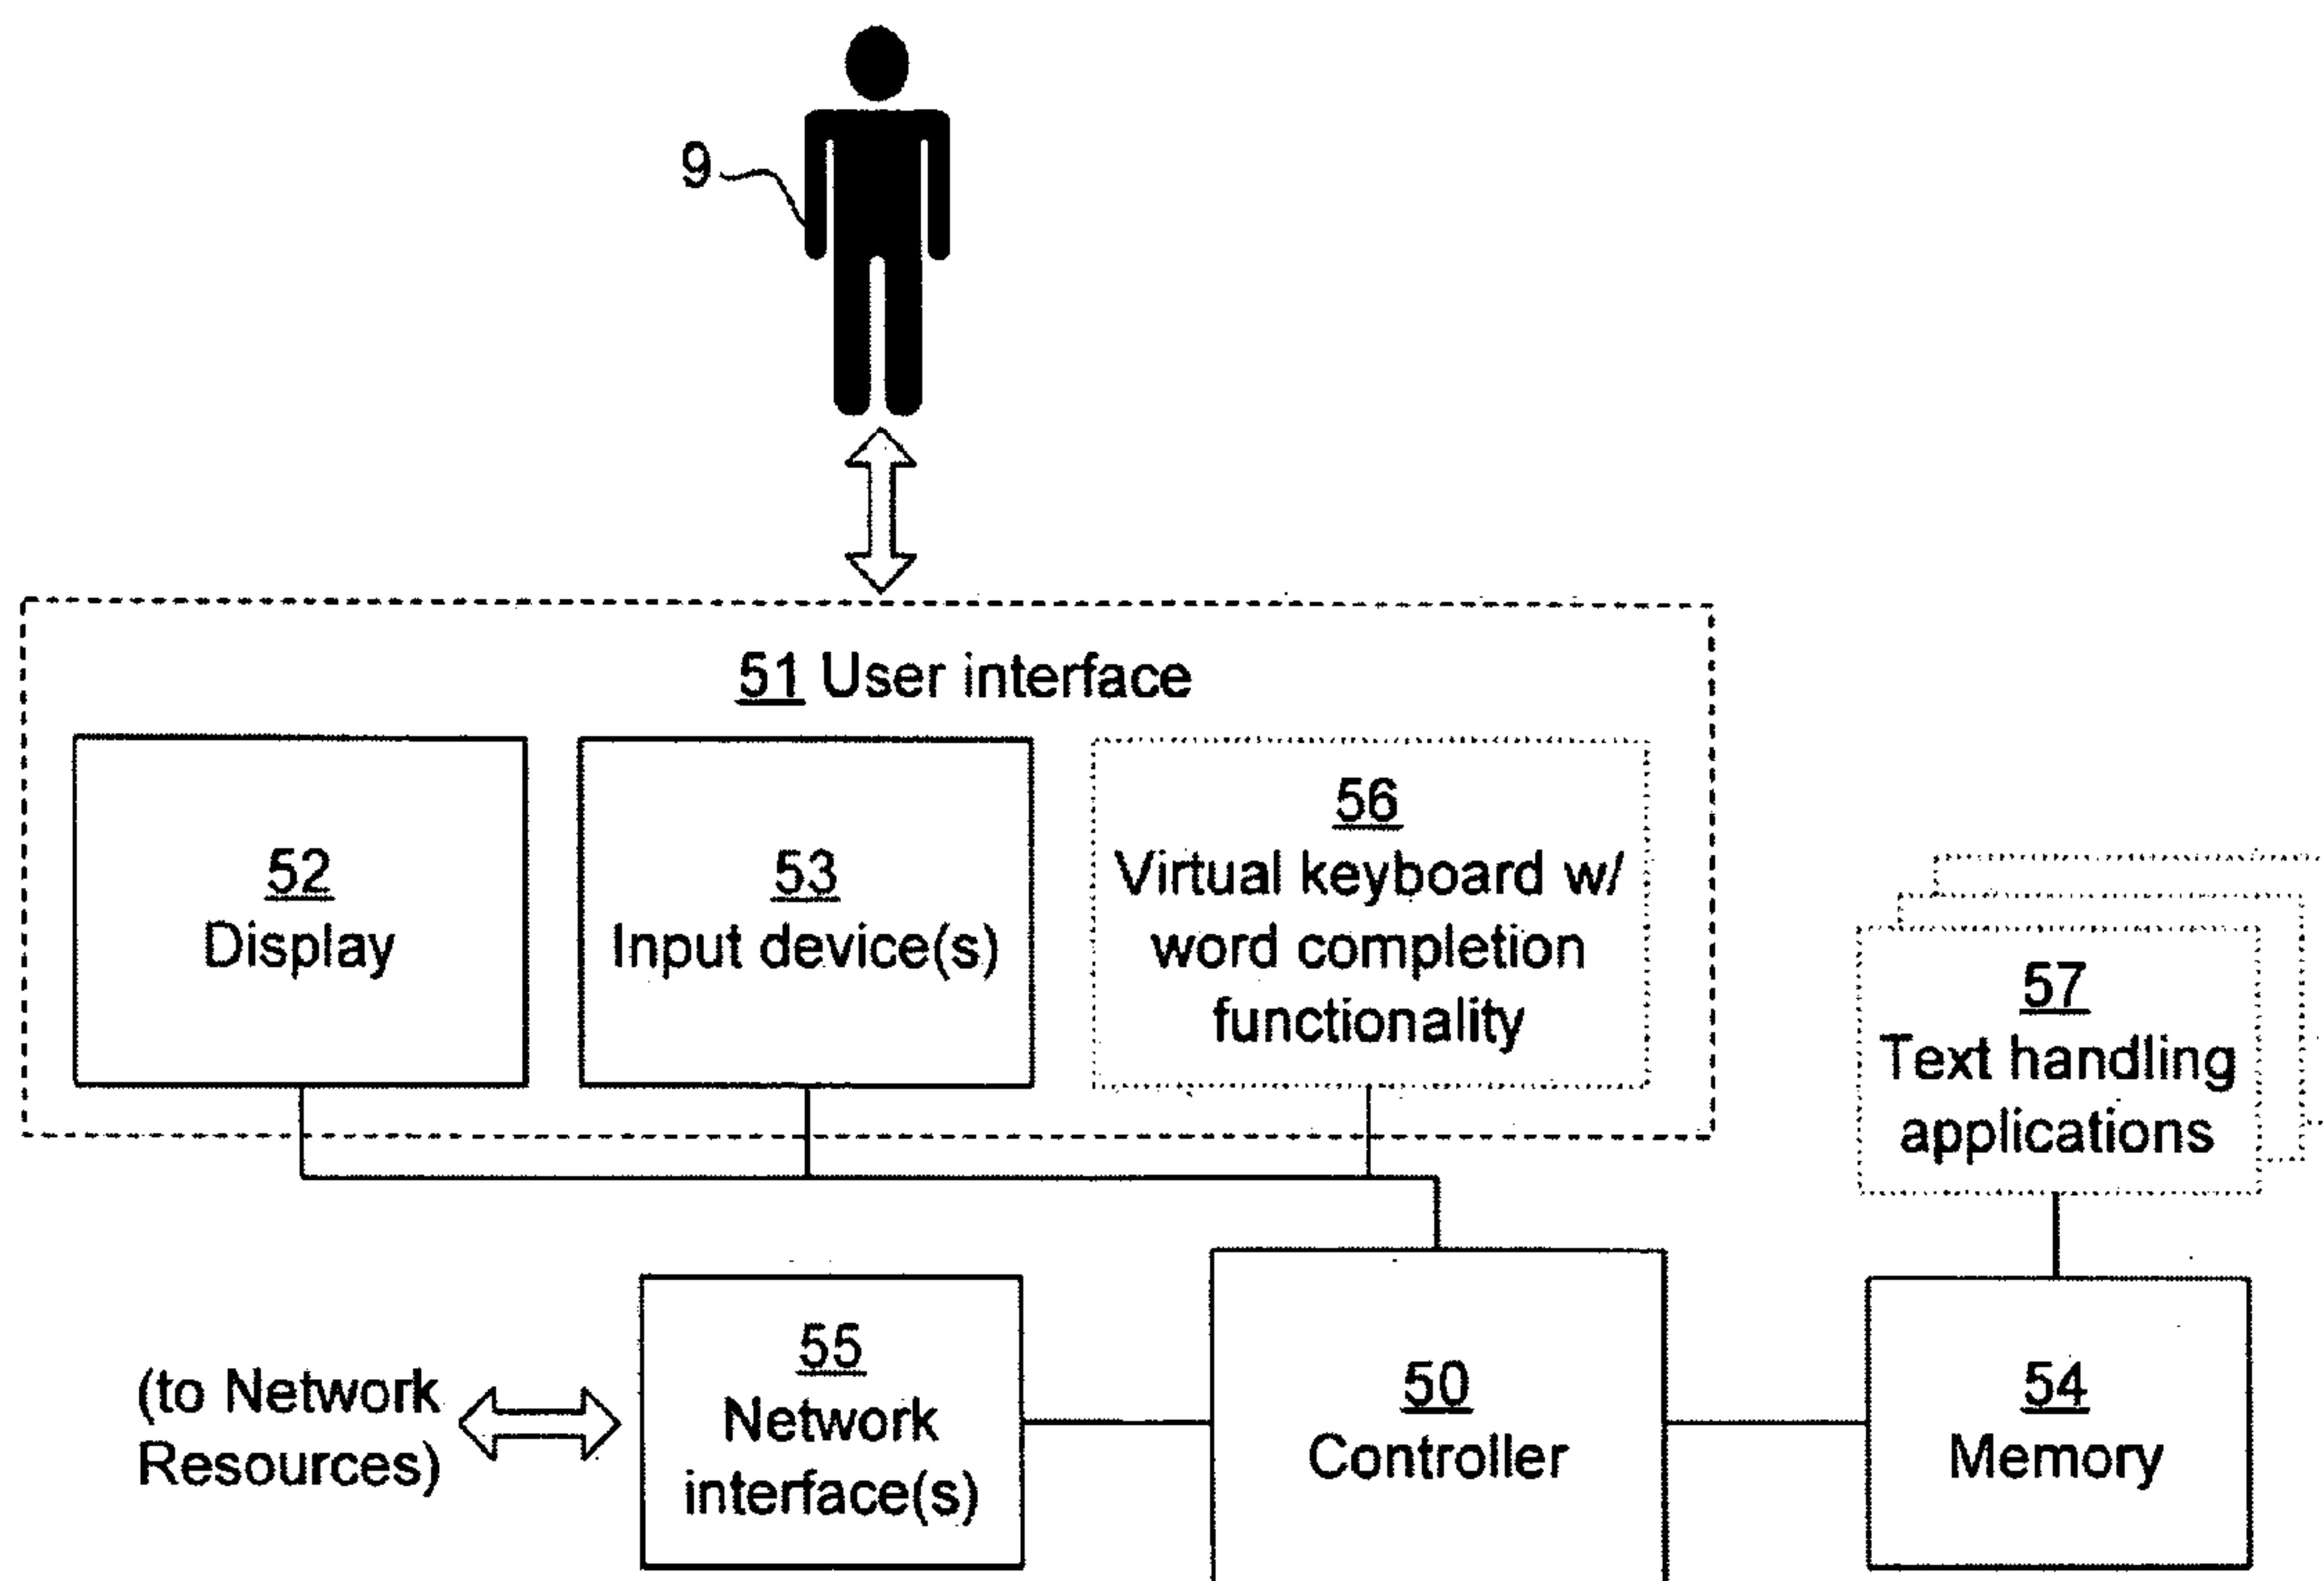 9
51 User interface
52
Display
53
Input device(s)
56
Virtual keyboard w/
word completion
functionality
57
Text handling
applications
(to Network
Resources)
55
Network
interface(s)
50
Controller
54
Memory